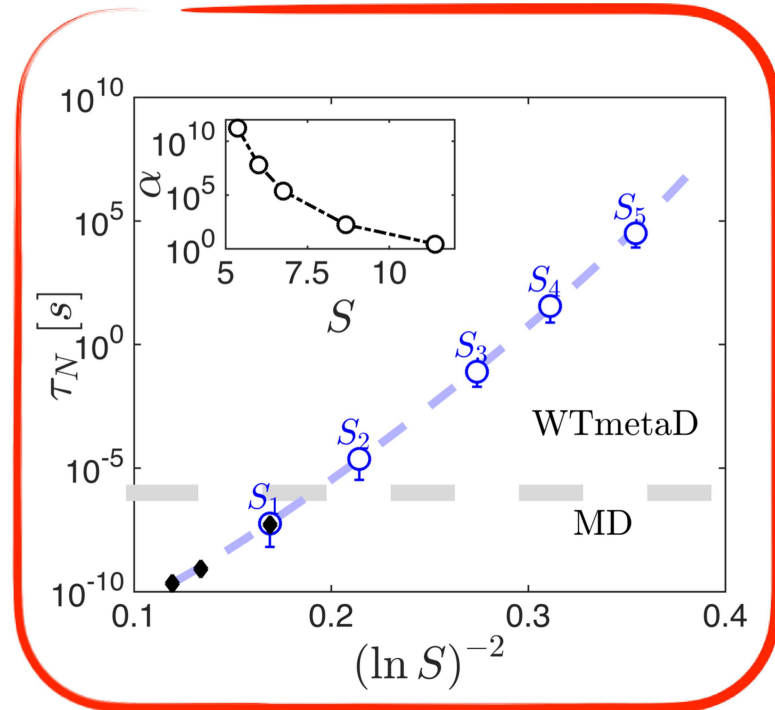 10^10
10^5
10^0
10^-5
10^-10
τ_N [s]
10^10
10^5
10^0
α
5 7.5 10
S
S_5
S_4
S_3
S_2
S_1
WTmetaD
MD
0.1 0.2 0.3 0.4
(ln S)^-2